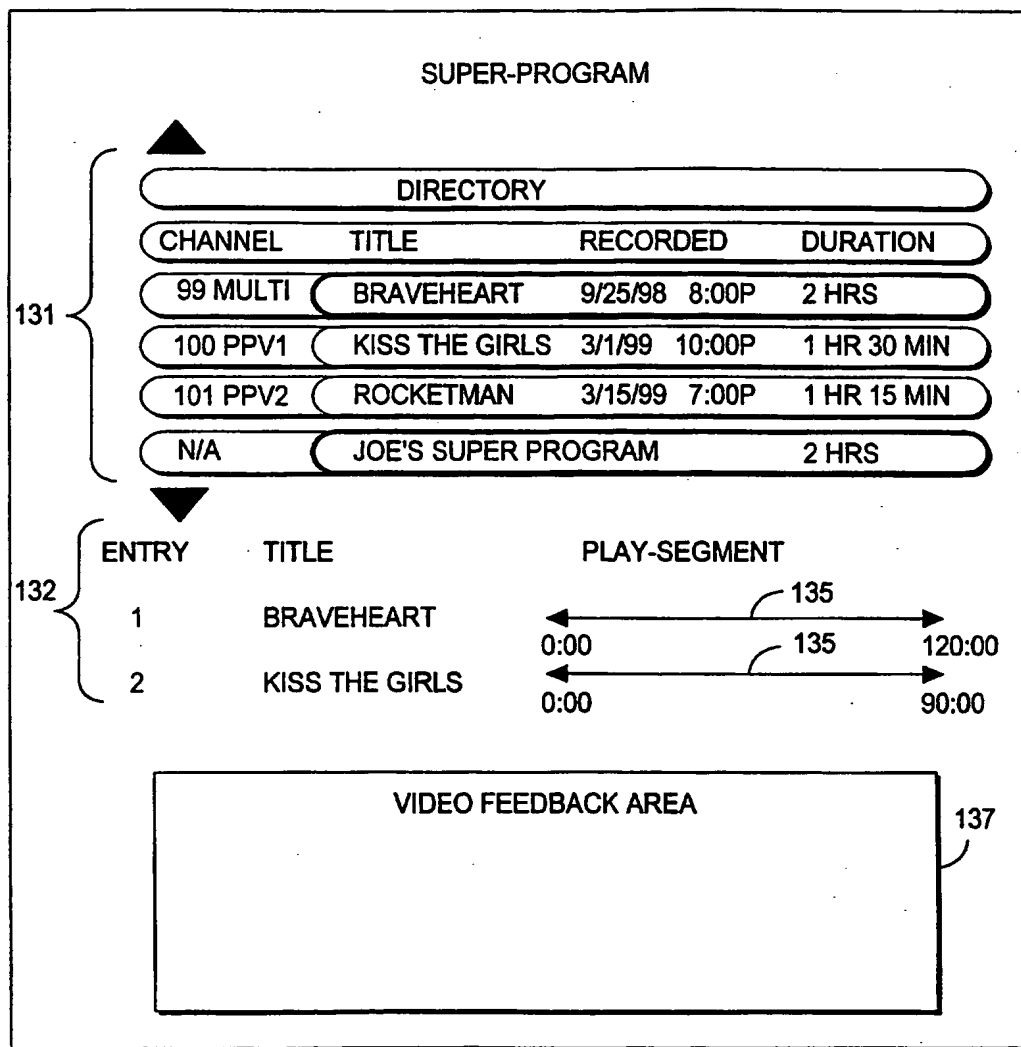 SUPER-PROGRAM
DIRECTORY
CHANNEL TITLE RECORDED DURATION
99 MULTI BRAVEHEART 9/25/98 8:00P 2 HRS
131
100 PPV1 KISS THE GIRLS 3/1/99 10:00P 1 HR 30 MIN
101 PPV2 ROCKETMAN 3/15/99 7:00P 1 HR 15 MIN
N/A JOE'S SUPER PROGRAM 2 HRS
ENTRY TITLE PLAY-SEGMENT
132
135
1 BRAVEHEART
0:00 135 120:00
2 KISS THE GIRLS
0:00 90:00
VIDEO FEEDBACK AREA
137